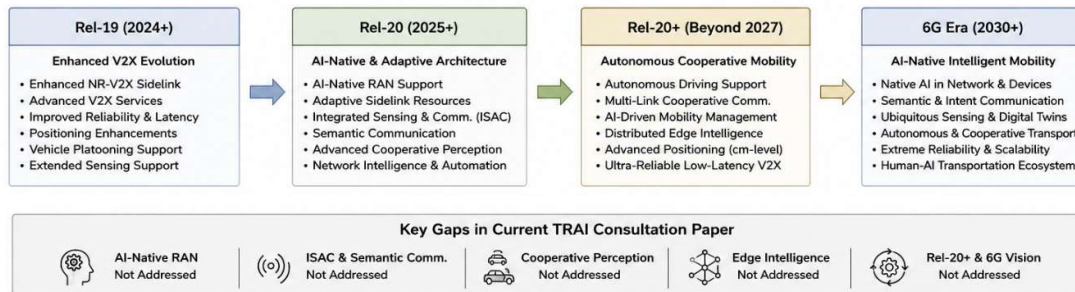 Rel-19 (2024+)
Enhanced V2X Evolution
• Enhanced NR-V2X Sidelink
• Advanced V2X Services
• Improved Reliability & Latency
• Positioning Enhancements
• Vehicle Platooning Support
• Extended Sensing Support
Rel-20 (2025+)
AI-Native & Adaptive Architecture
• AI-Native RAN Support
• Adaptive Sidelink Resources
• Integrated Sensing & Comm. (ISAC)
• Semantic Communication
• Advanced Cooperative Perception
• Network Intelligence & Automation
Rel-20+ (Beyond 2027)
Autonomous Cooperative Mobility
• Autonomous Driving Support
• Multi-Link Cooperative Comm.
• AI-Driven Mobility Management
• Distributed Edge Intelligence
• Advanced Positioning (cm-level)
• Ultra-Reliable Low-Latency V2X
6G Era (2030+)
AI-Native Intelligent Mobility
• Native AI in Network & Devices
• Semantic & Intent Communication
• Ubiquitous Sensing & Digital Twins
• Autonomous & Cooperative Transport
• Extreme Reliability & Scalability
• Human-AI Transportation Ecosystem
Key Gaps in Current TRAI Consultation Paper
AI-Native RAN
Not Addressed
ISAC & Semantic Comm.
Not Addressed
Cooperative Perception
Not Addressed
Edge Intelligence
Not Addressed
Rel-20+ & 6G Vision
Not Addressed